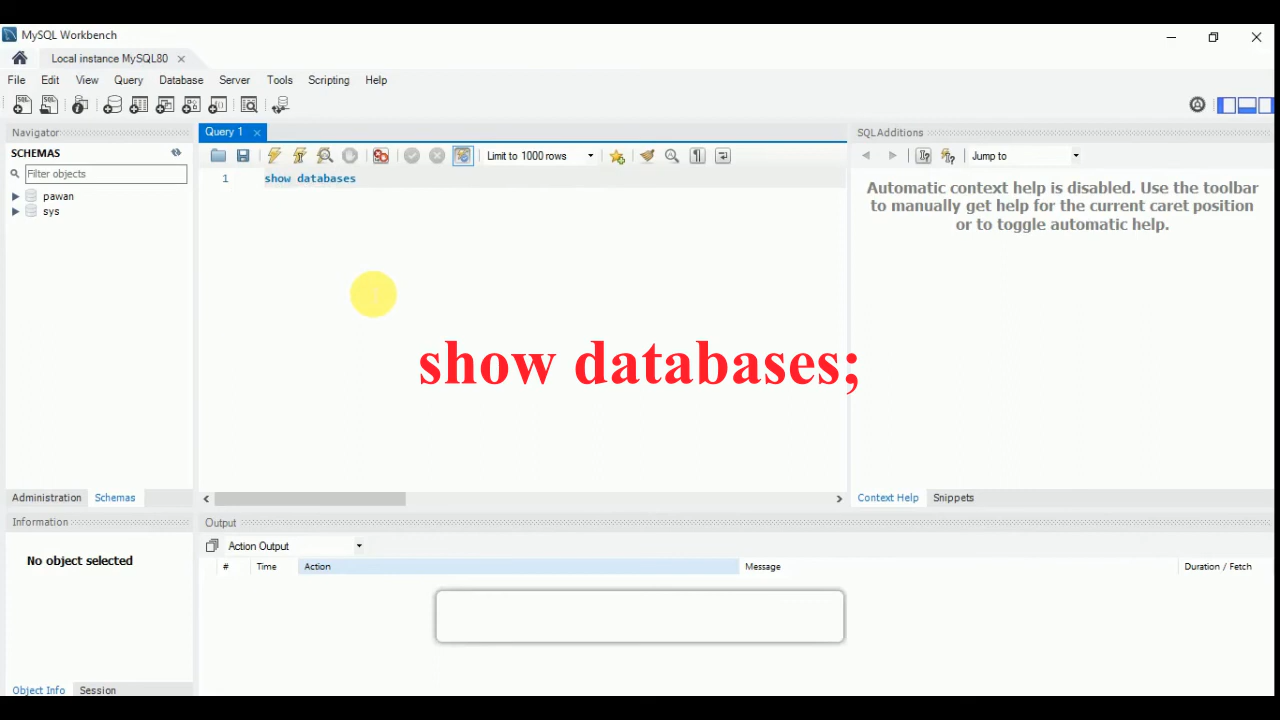 MySQL Workbench
Local instance MySQL80
File Edit View Query Database Server Tools Scripting Help
Navigator
SCHEMAS
Filter objects
pawan
sys
Administration Schemas
Information
No object selected
Object Info Session
Query 1
Limit to 1000 rows
1 show databases
show databases;
SQLAdditions
Jump to
Automatic context help is disabled. Use the toolbar
to manually get help for the current caret position
or to toggle automatic help.
Context Help Snippets
Output
Action Output
# Time Action Message Duration / Fetch